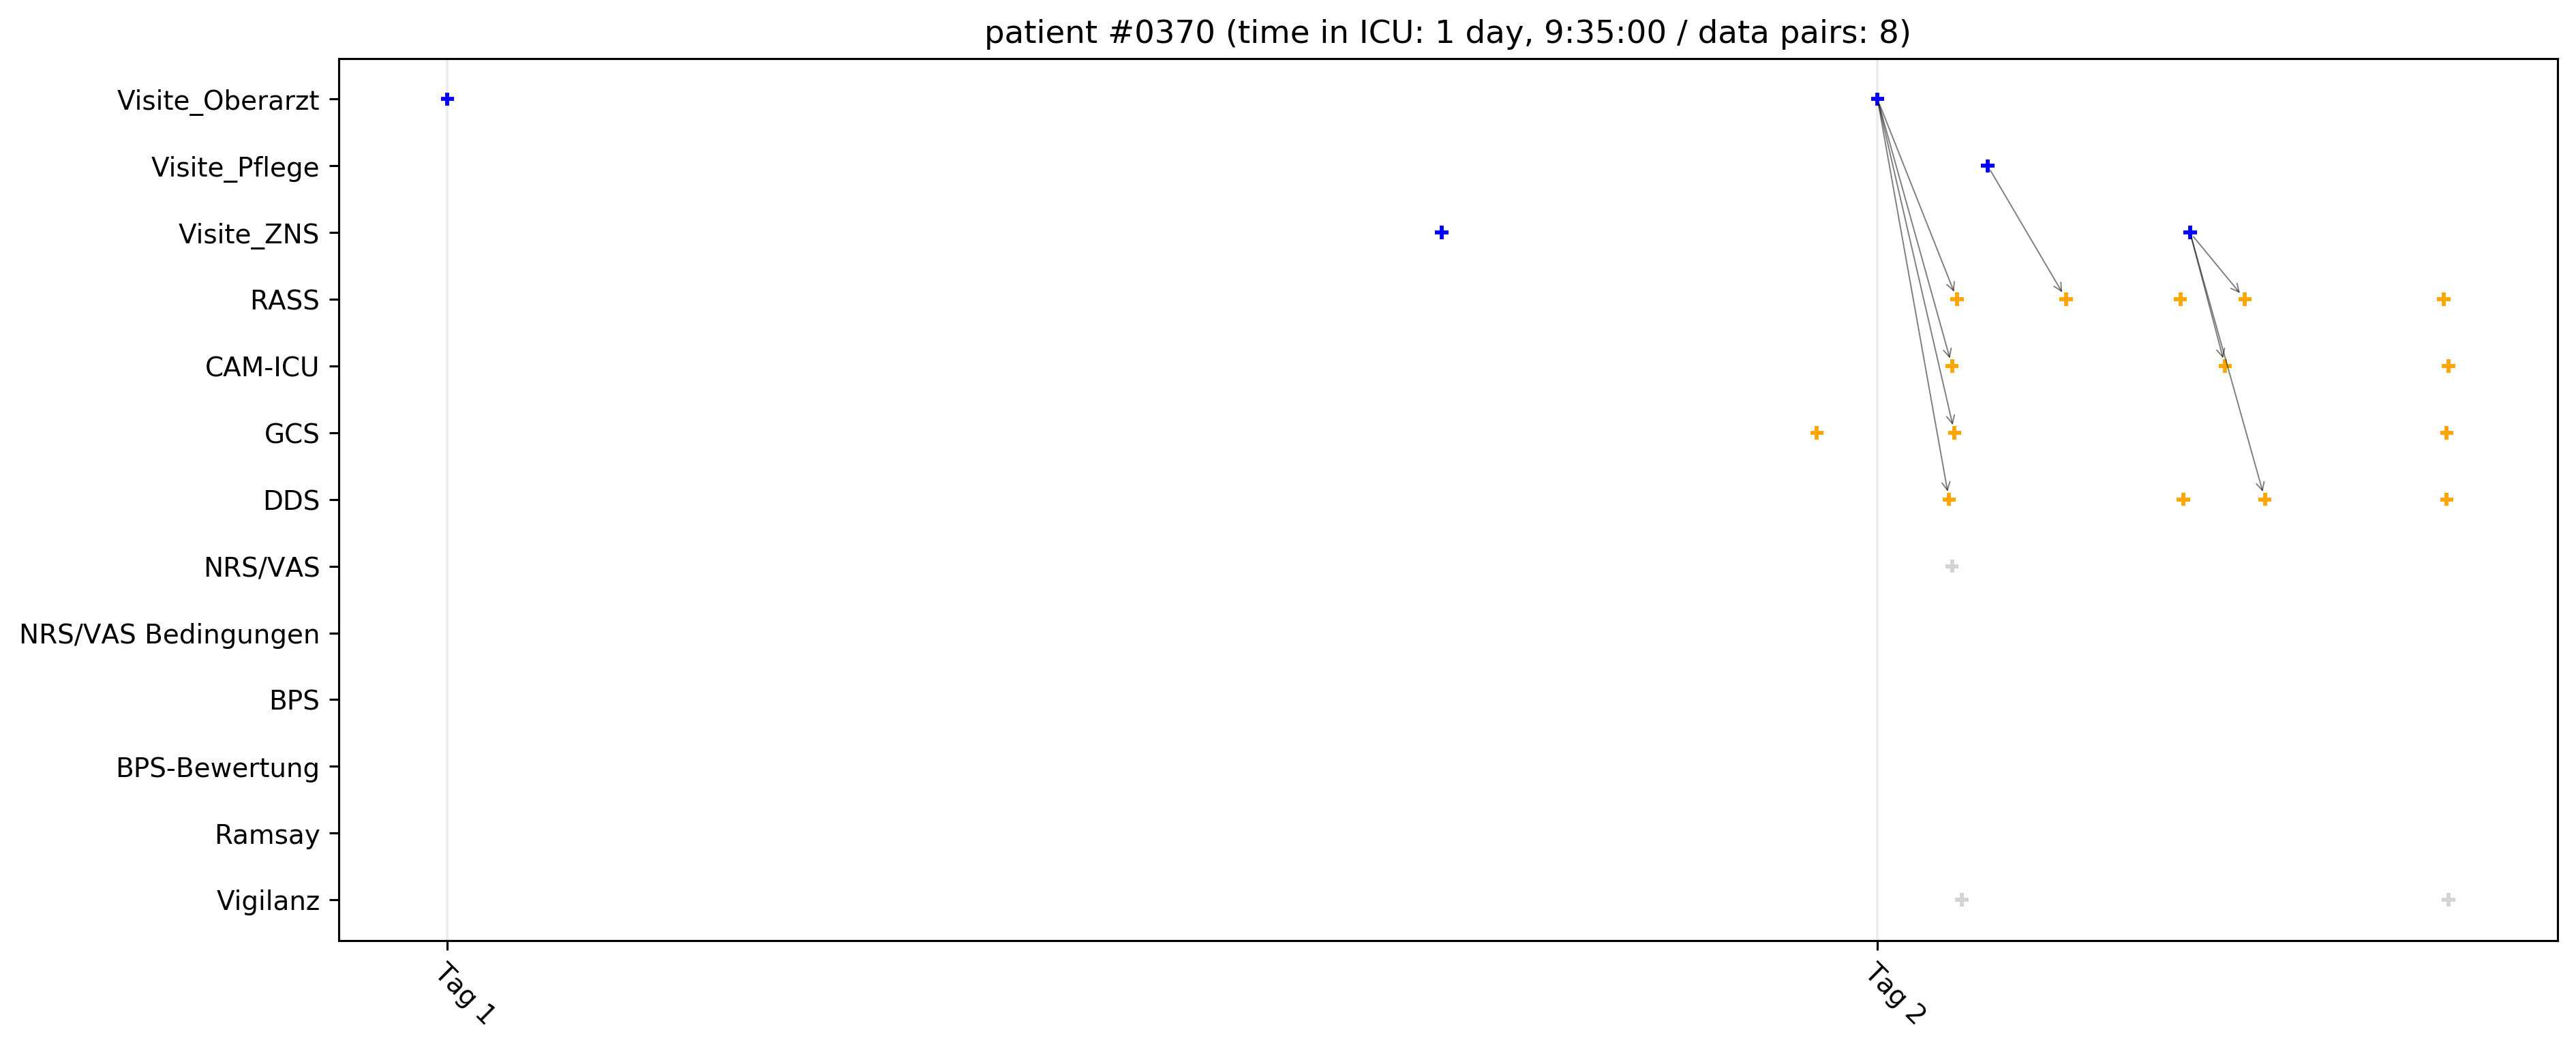 patient #0370 (time in ICU: 1 day, 9:35:00 / data pairs: 8)
Visite_Oberarzt
Visite_Pflege
Visite_ZNS
RASS
CAM-ICU
GCS
DDS
NRS/VAS
NRS/VAS Bedingungen
BPS
BPS-Bewertung
Ramsay
Vigilanz
Tag 1
Tag 2